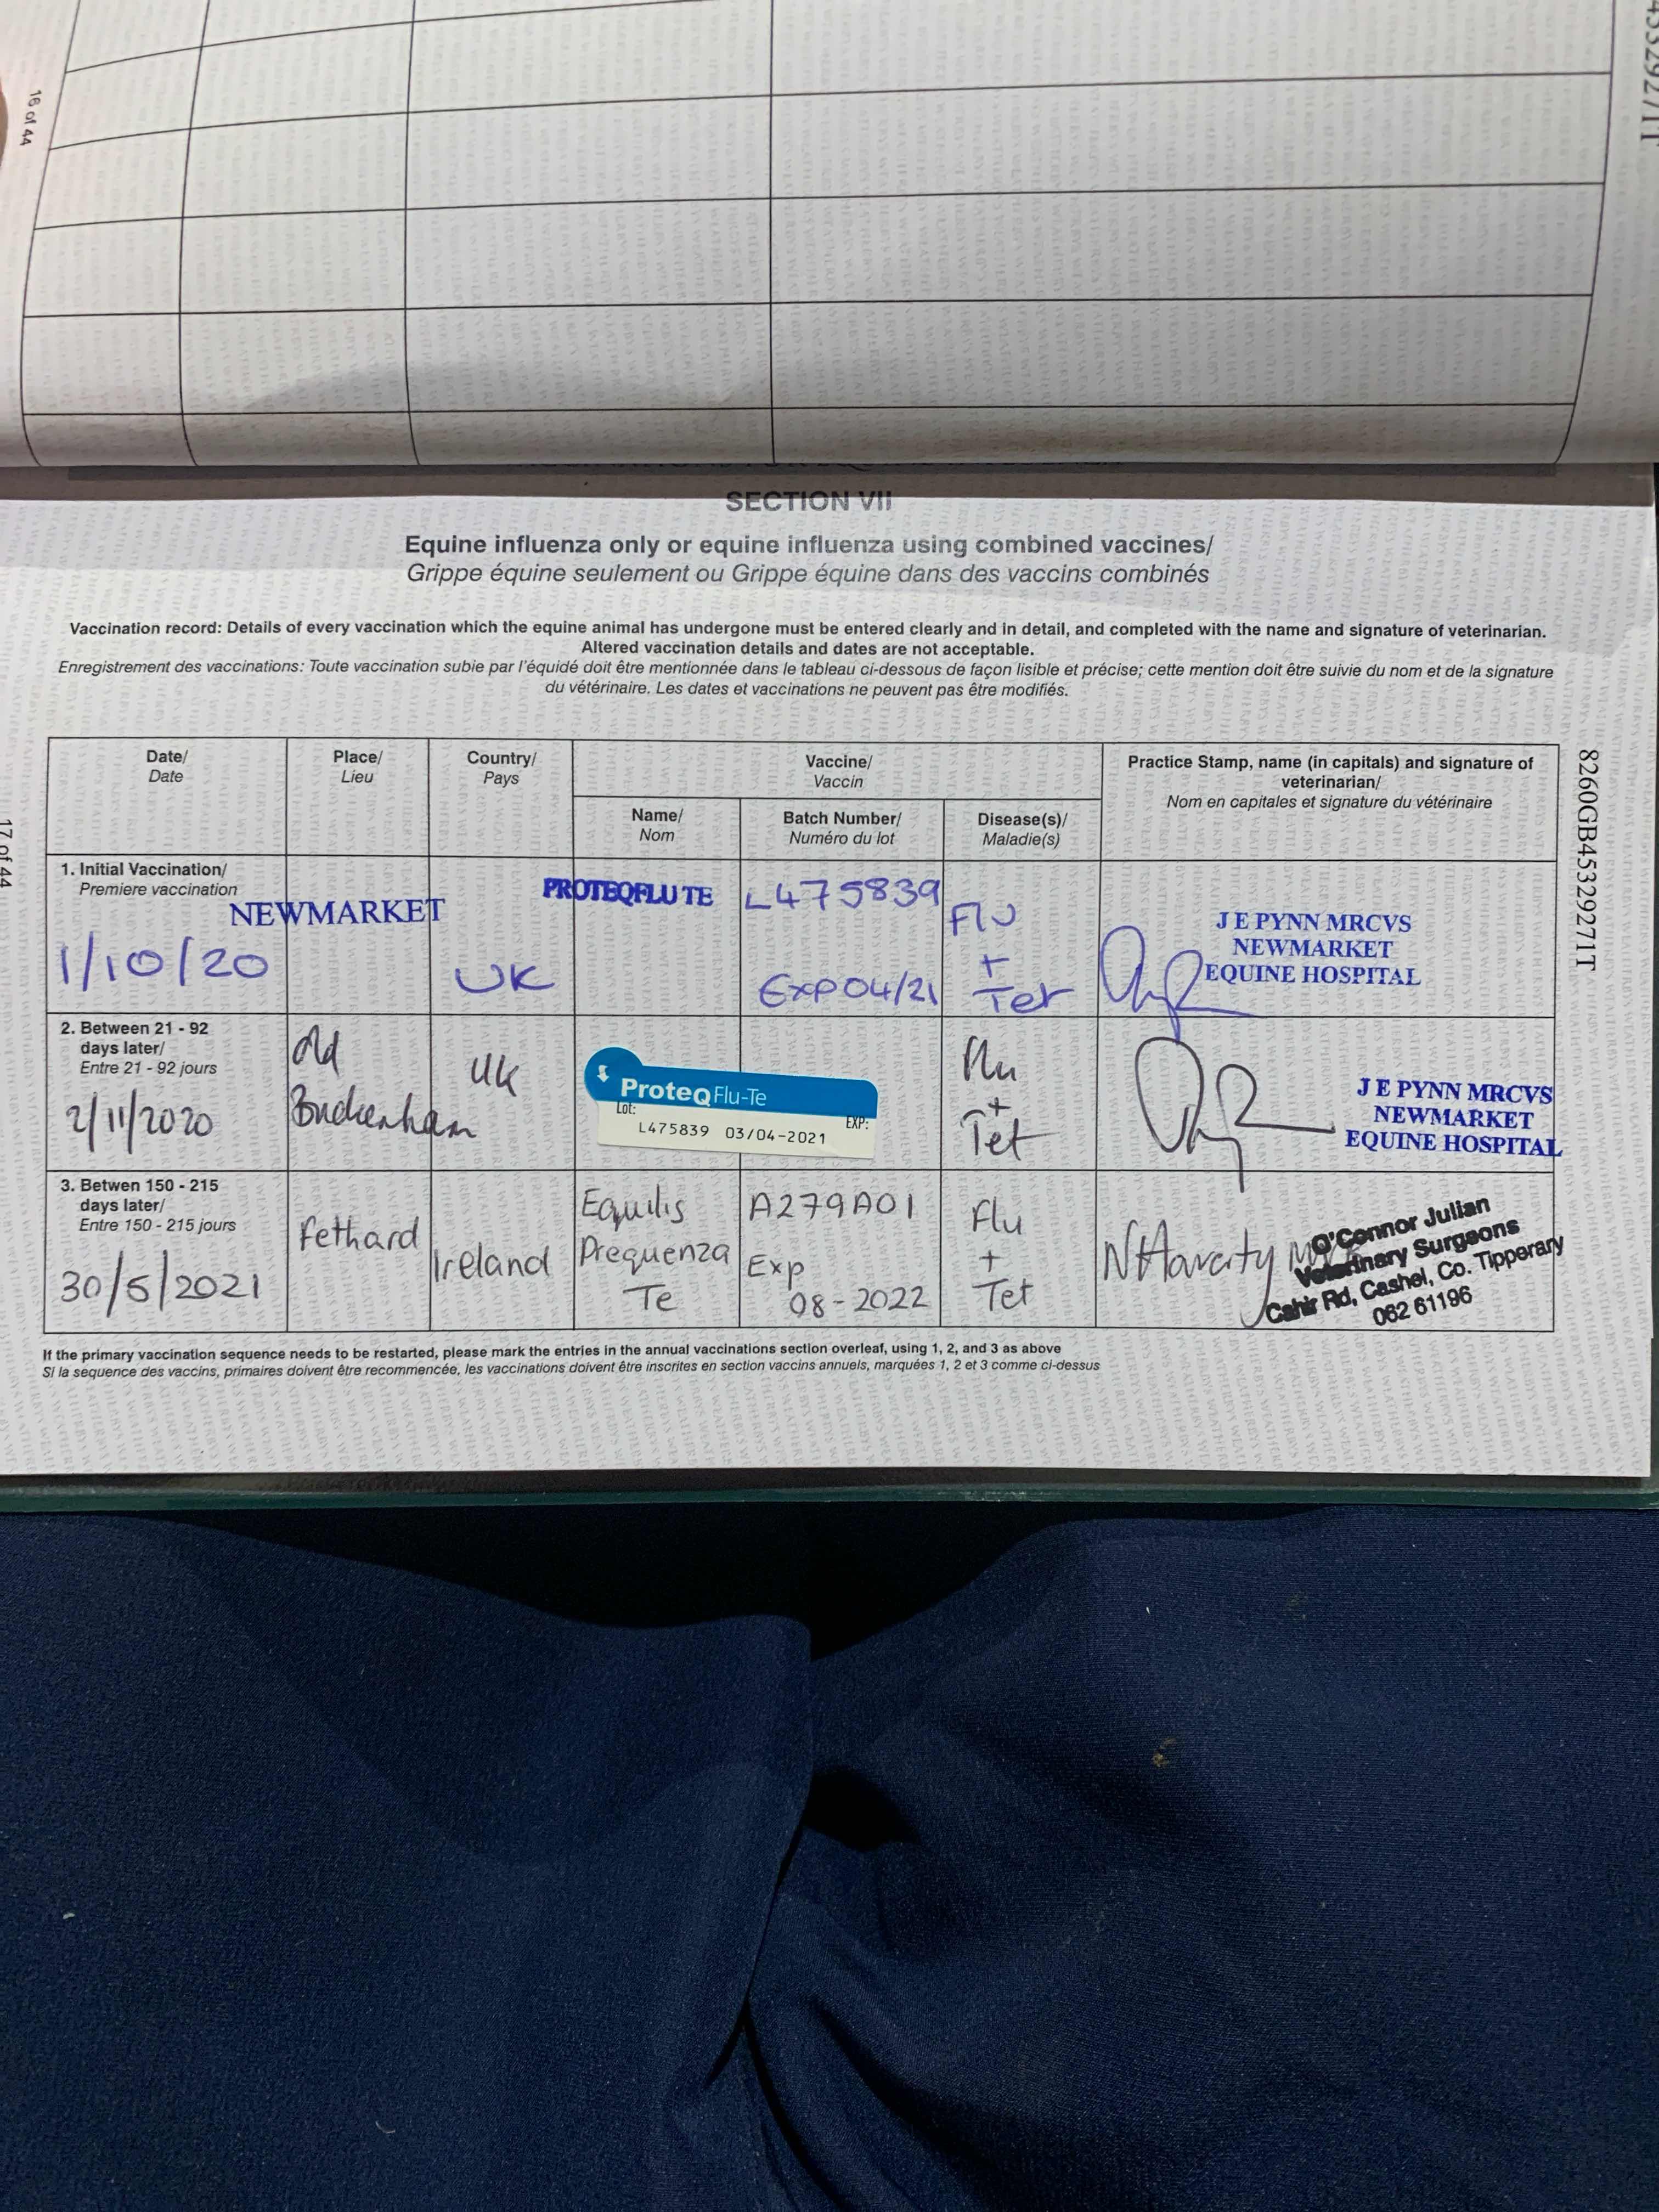 16 of 44
SECTION VII
Equine influenza only or equine influenza using combined vaccines/
Grippe équine seulement ou Grippe équine dans des vaccins combinés
Vaccination record: Details of every vaccination which the equine animal has undergone must be entered clearly and in detail, and completed with the name and signature of veterinarian.
Altered vaccination details and dates are not acceptable.
Enregistrement des vaccinations: Toute vaccination subie par l'équidé doit être mentionnée dans le tableau ci-dessous de façon lisible et précise; cette mention doit être suivie du nom et de la signature
du vétérinaire. Les dates et vaccinations ne peuvent pas être modifiés.
Date/
Date
Place/
Lieu
Country/
Pays
Vaccine/
Vaccin
Name/
Nom
Batch Number/
Numéro du lot
Disease(s)/
Maladie(s)
Practice Stamp, name (in capitals) and signature of
veterinarian/
Nom en capitales et signature du vétérinaire
1. Initial Vaccination/
Premiere vaccination
1/10/20
NEWMARKET
UK
PROTEQFLU TE
L475839
Exp 04/21
Flu
+
Tet
J E PYNN MRCVS
NEWMARKET
EQUINE HOSPITAL
2. Between 21 - 92
days later/
Entre 21 - 92 jours
2/11/2020
Old
Buckenham
UK
ProteqFlu-Te
Lot: EXP:
L475839 03/04-2021
Flu
+
Tet
J E PYNN MRCVS
NEWMARKET
EQUINE HOSPITAL
3. Betwen 150 - 215
days later/
Entre 150 - 215 jours
30/5/2021
Fethard
Ireland
Equilis
Prequenza
Te
A279A01
Exp
08-2022
Flu
+
Tet
NHaverty
O'Connor Julian
Veterinary Surgeons
Cahir Rd, Cashel, Co. Tipperary
062 61196
If the primary vaccination sequence needs to be restarted, please mark the entries in the annual vaccinations section overleaf, using 1, 2, and 3 as above
Si la sequence des vaccins, primaires doivent être recommencée, les vaccinations doivent être inscrites en section vaccins annuels, marquées 1, 2 et 3 comme ci-dessus
17 of 44
8260GB45329271T